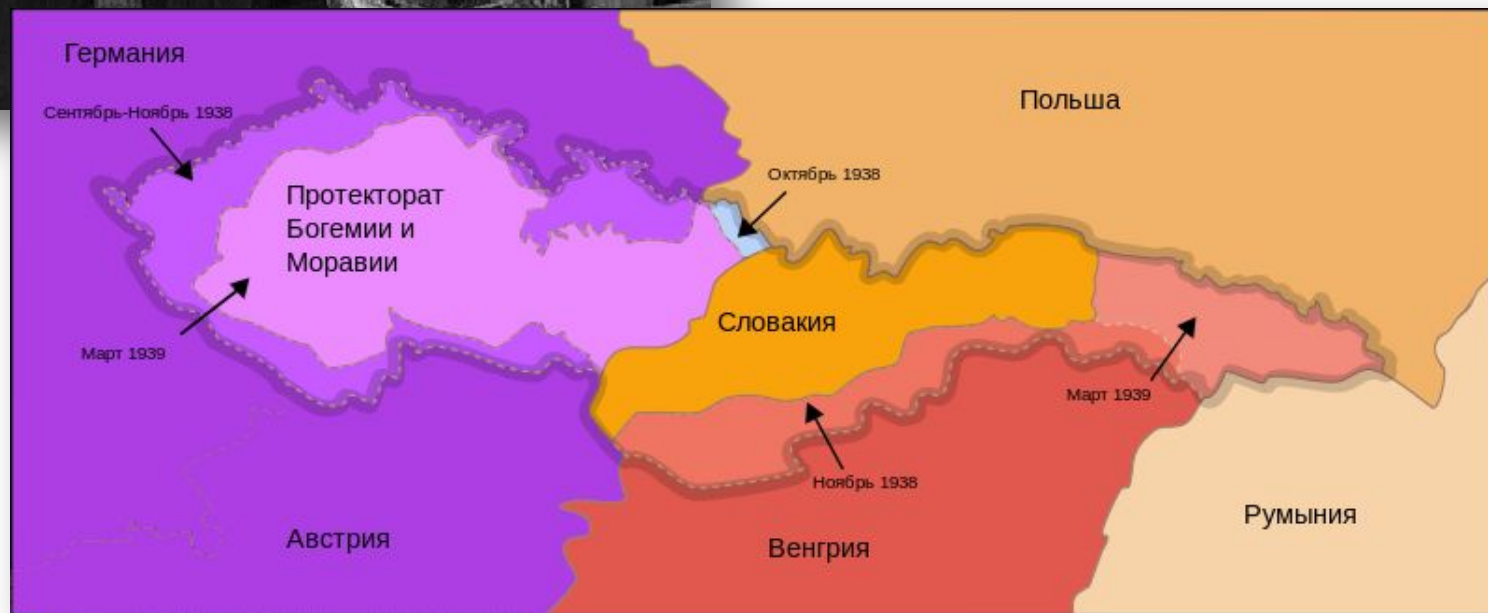 Германия
Польша
Сентябрь-Ноябрь 1938
Октябрь 1938
Протекторат
Богемии и
Моравии
Словакия
Март 1939
Март 1939
Ноябрь 1938
Румыния
Австрия
Венгрия